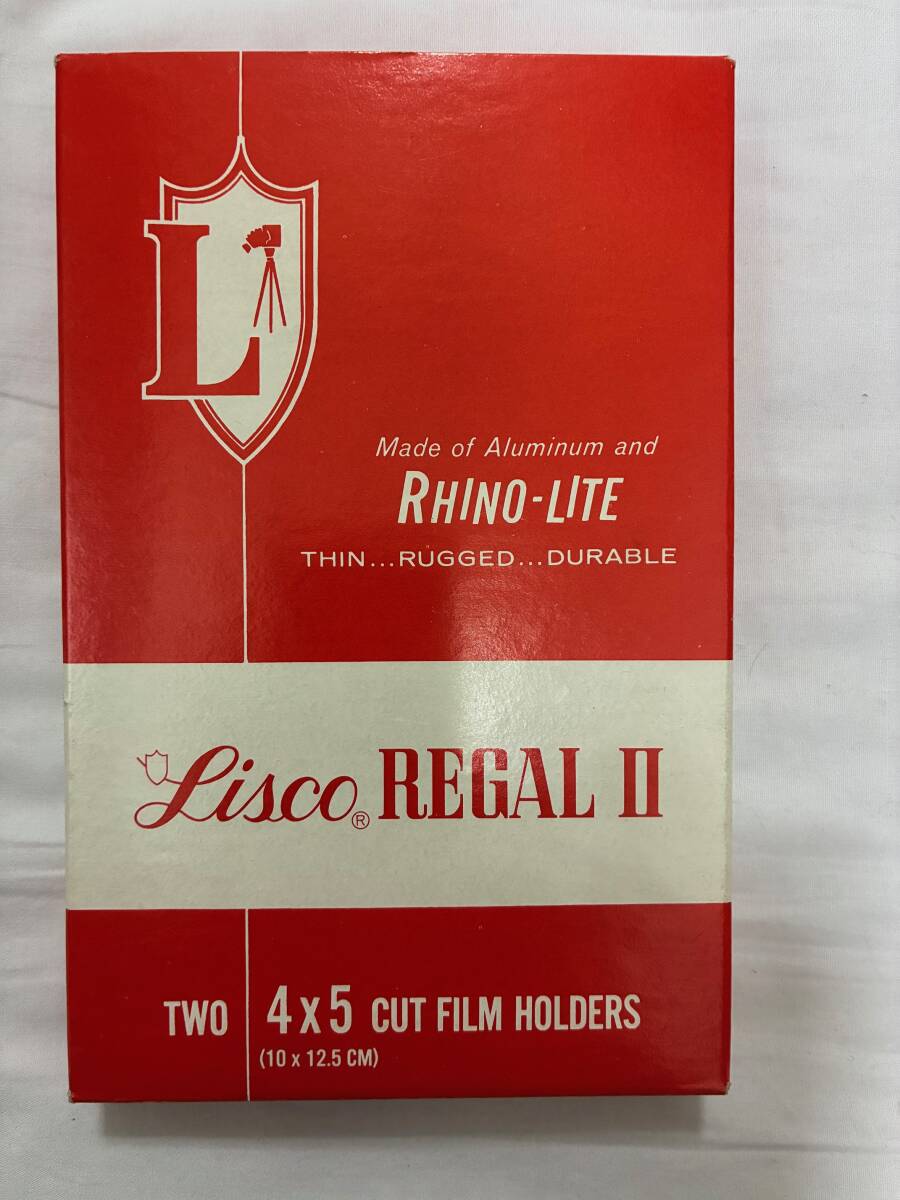 L
Made of Aluminum and
RHINO-LITE
THIN...RUGGED...DURABLE
Lisco® REGAL II
TWO 4 x 5 CUT FILM HOLDERS
(10 x 12.5 CM)